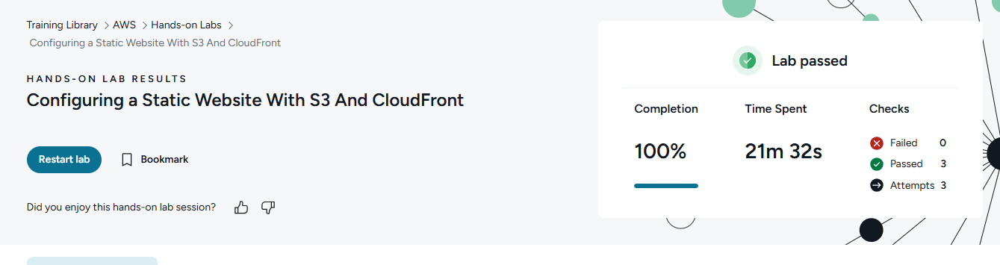 Training Library > AWS > Hands-on Labs >
Configuring a Static Website With S3 And CloudFront
HANDS-ON LAB RESULTS
Configuring a Static Website With S3 And CloudFront
Restart lab
Bookmark
Did you enjoy this hands-on lab session?
Lab passed
Completion
100%
Time Spent
21m 32s
Checks
Failed 0
Passed 3
Attempts 3